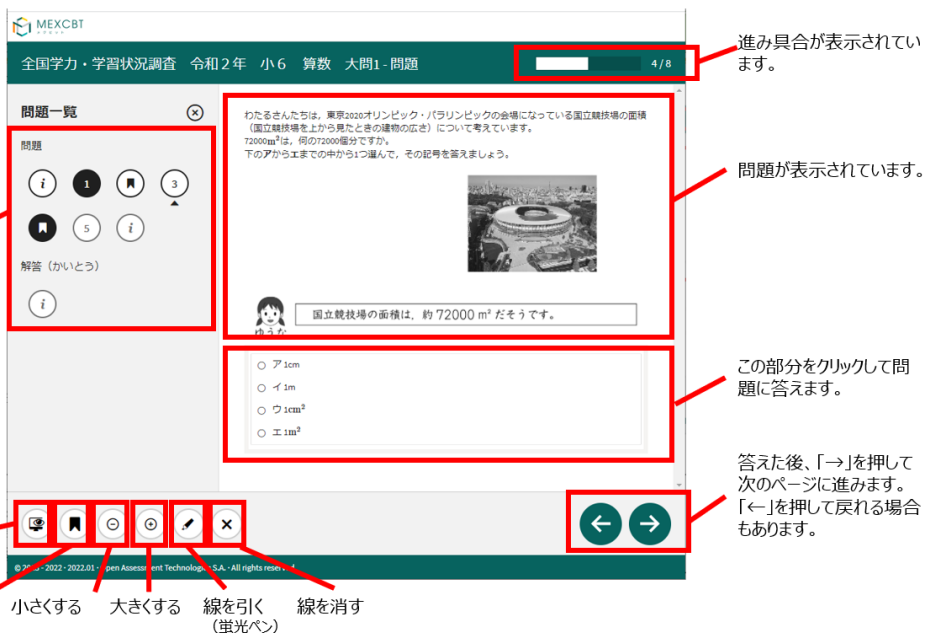 MEXCBT
メクビット
全国学力・学習状況調査 令和２年 小６ 算数 大問1 - 問題
4/8
問題一覧
問題
i
1
3
5
i
解答（かいとう）
i
わたるさんたちは，東京2020オリンピック・パラリンピックの会場になっている国立競技場の面積
（国立競技場を上から見たときの建物の広さ）について考えています。
72000m²は，何の72000個分ですか。
下のアからエまでの中から1つ選んで，その記号を答えましょう。
国立競技場の面積は，約 72000 m² だそうです。
ゆうな
ア 1cm
イ 1m
ウ 1cm²
エ 1m²
- 2022 - 2022.01 -
Open Assessment Technologies S.A. - All rights reserved.
進み具合が表示されてい
ます。
問題が表示されています。
この部分をクリックして問
題に答えます。
答えた後、「→」を押して
次のページに進みます。
「←」を押して戻れる場合
もあります。
小さくする
大きくする
線を引く
（蛍光ペン）
線を消す